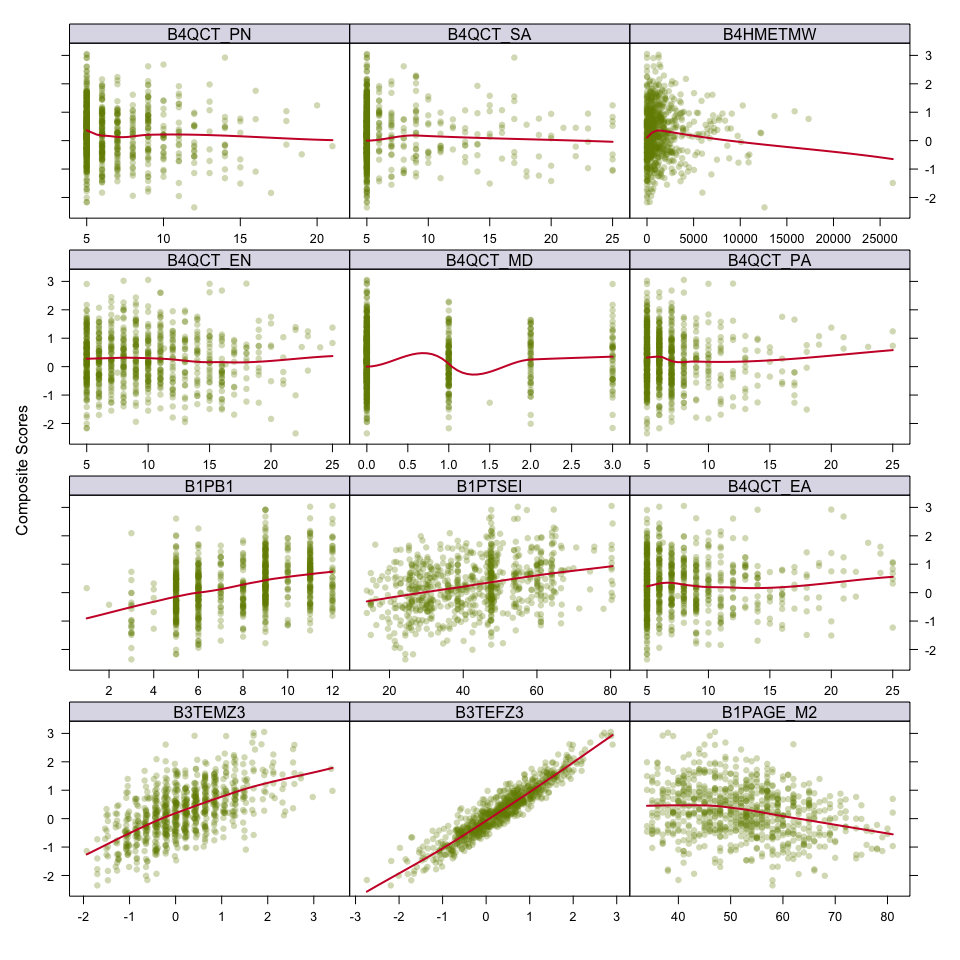 B4QCT_PN B4QCT_SA B4HMETMW
3
2
1
0
-1
-2
5 10 15 20 5 10 15 20 25 0 5000 10000 15000 20000 25000
B4QCT_EN B4QCT_MD B4QCT_PA
3
2
1
0
-1
-2
5 10 15 20 25 0.0 0.5 1.0 1.5 2.0 2.5 3.0 5 10 15 20 25
Composite Scores
B1PB1 B1PTSEI B4QCT_EA
3
2
1
0
-1
-2
2 4 6 8 10 12 20 40 60 80 5 10 15 20 25
B3TEMZ3 B3TEFZ3 B1PAGE_M2
3
2
1
0
-1
-2
-2 -1 0 1 2 3 -3 -2 -1 0 1 2 3 40 50 60 70 80